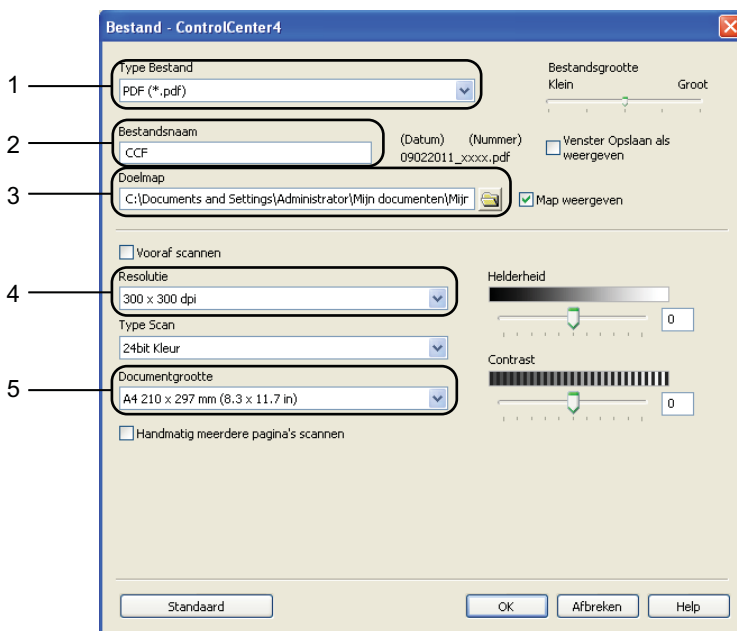 Bestand - ControlCenter4
1
Type Bestand
PDF (*.pdf)
Bestandsgrootte
Klein Groot
2
Bestandsnaam
CCF
(Datum) (Nummer)
09022011_xxxx.pdf
Venster Opslaan als
weergeven
3
Doelmap
C:\Documents and Settings\Administrator\Mijn documenten\Mijr
Map weergeven
Vooraf scannen
4
Resolutie
300 x 300 dpi
Helderheid
0
Type Scan
24bit Kleur
Contrast
0
5
Documentgrootte
A4 210 x 297 mm (8.3 x 11.7 in)
Handmatig meerdere pagina's scannen
Standaard OK Afbreken Help